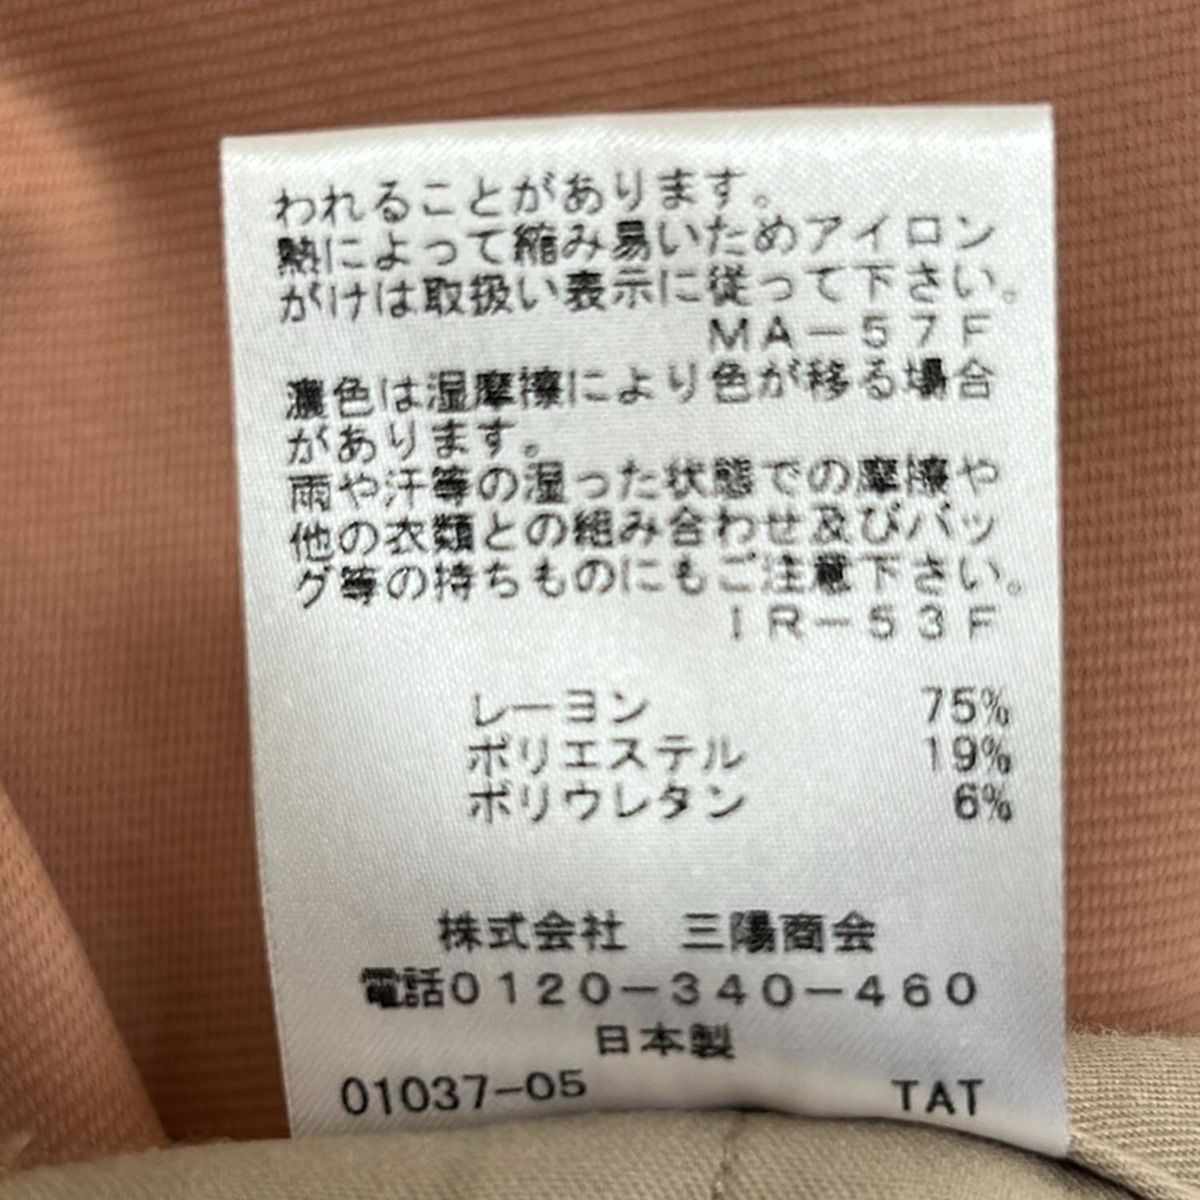 われることがあります。
熱によって縮み易いためアイロン
がけは取扱い表示に従って下さい。
MA-57F
濃色は湿摩擦により色が移る場合
があります。
雨や汗等の湿った状態での摩擦や
他の衣類との組み合わせ及びバッ
グ等の持ちものにもご注意下さい。
IR-53F
レーヨン 75%
ポリエステル 19%
ポリウレタン 6%
株式会社 三陽商会
電話0120-340-460
日本製
01037-05 TAT